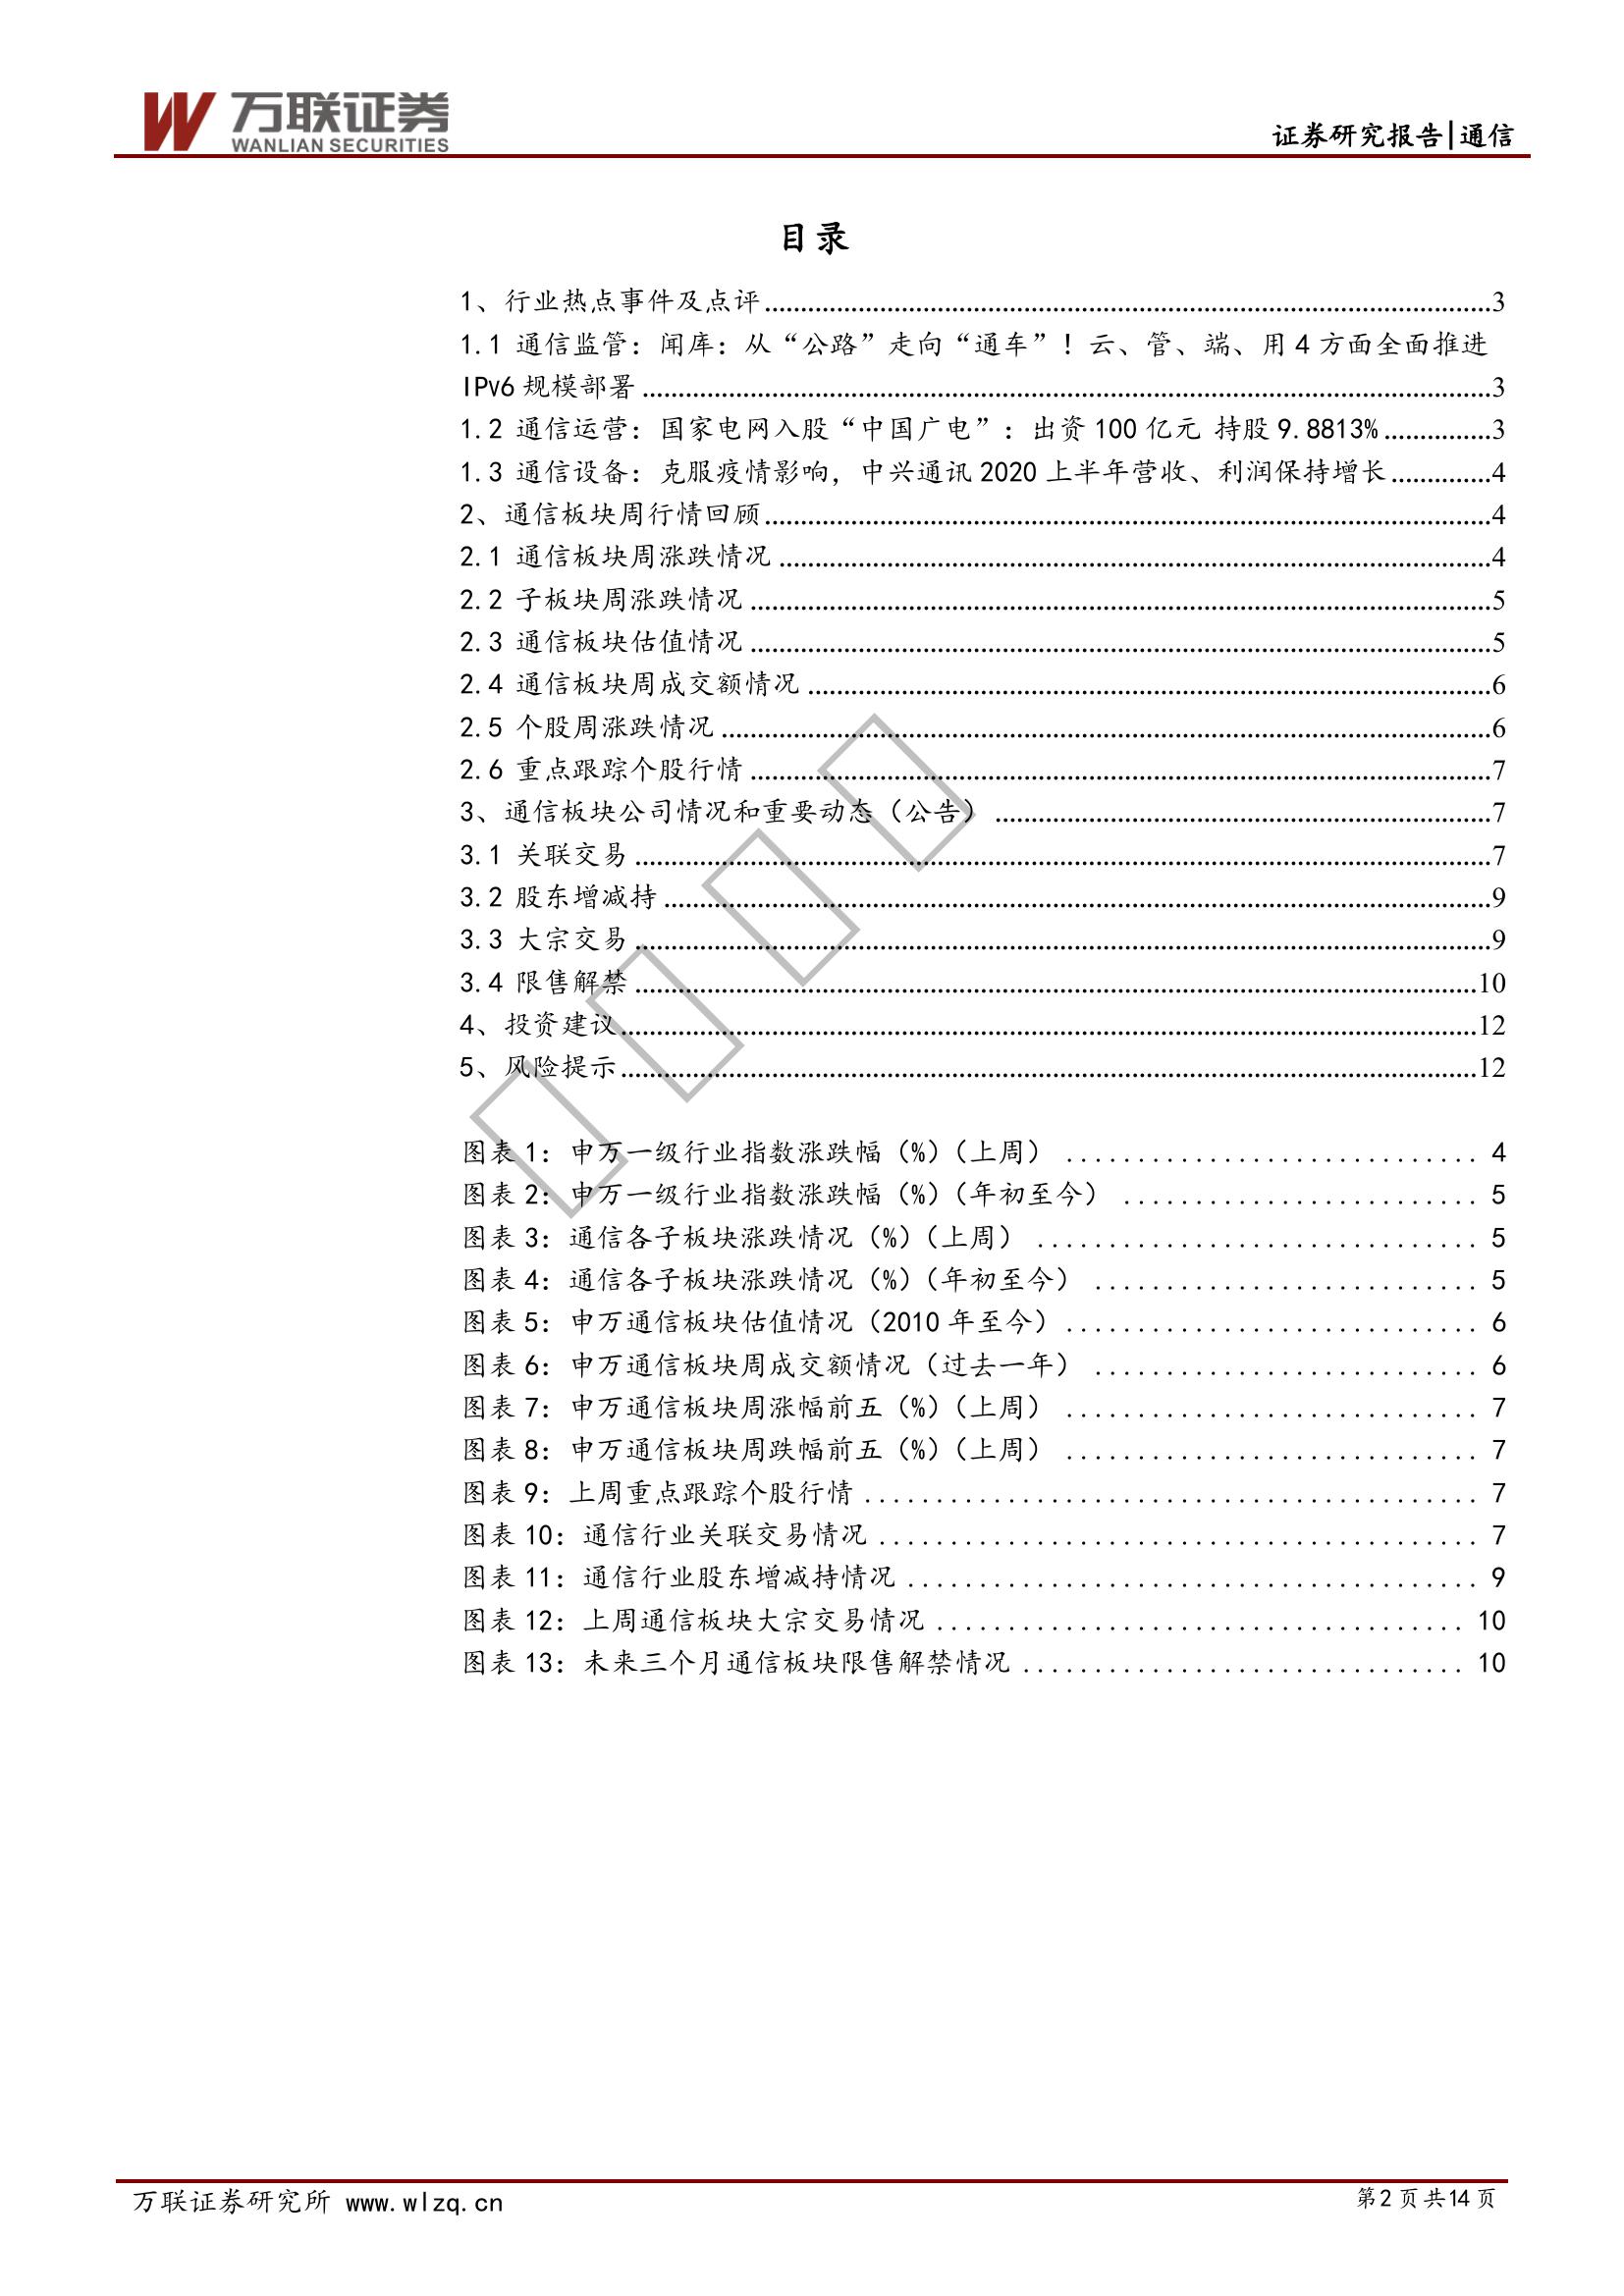 万联证券
WANLIAN SECURITIES
证券研究报告|通信
目录
1、行业热点事件及点评...3
1.1 通信监管：闻库：从“公路”走向“通车”！云、管、端、用 4 方面全面推进
IPv6 规模部署...3
1.2 通信运营：国家电网入股“中国广电”：出资 100 亿元 持股 9.8813%...3
1.3 通信设备：克服疫情影响，中兴通讯 2020 上半年营收、利润保持增长...4
2、通信板块周行情回顾...4
2.1 通信板块周涨跌情况...4
2.2 子板块周涨跌情况...5
2.3 通信板块估值情况...5
2.4 通信板块周成交额情况...6
2.5 个股周涨跌情况...6
2.6 重点跟踪个股行情...7
3、通信板块公司情况和重要动态（公告）...7
3.1 关联交易...7
3.2 股东增减持...9
3.3 大宗交易...9
3.4 限售解禁...10
4、投资建议...12
5、风险提示...12
图表 1：申万一级行业指数涨跌幅（%）（上周）...4
图表 2：申万一级行业指数涨跌幅（%）（年初至今）...5
图表 3：通信各子板块涨跌情况（%）（上周）...5
图表 4：通信各子板块涨跌情况（%）（年初至今）...5
图表 5：申万通信板块估值情况（2010 年至今）...6
图表 6：申万通信板块周成交额情况（过去一年）...6
图表 7：申万通信板块周涨幅前五（%）（上周）...7
图表 8：申万通信板块周跌幅前五（%）（上周）...7
图表 9：上周重点跟踪个股行情...7
图表 10：通信行业关联交易情况...7
图表 11：通信行业股东增减持情况...9
图表 12：上周通信板块大宗交易情况...10
图表 13：未来三个月通信板块限售解禁情况...10
万联证券研究所 www.wlzq.cn
第 2 页 共 14 页